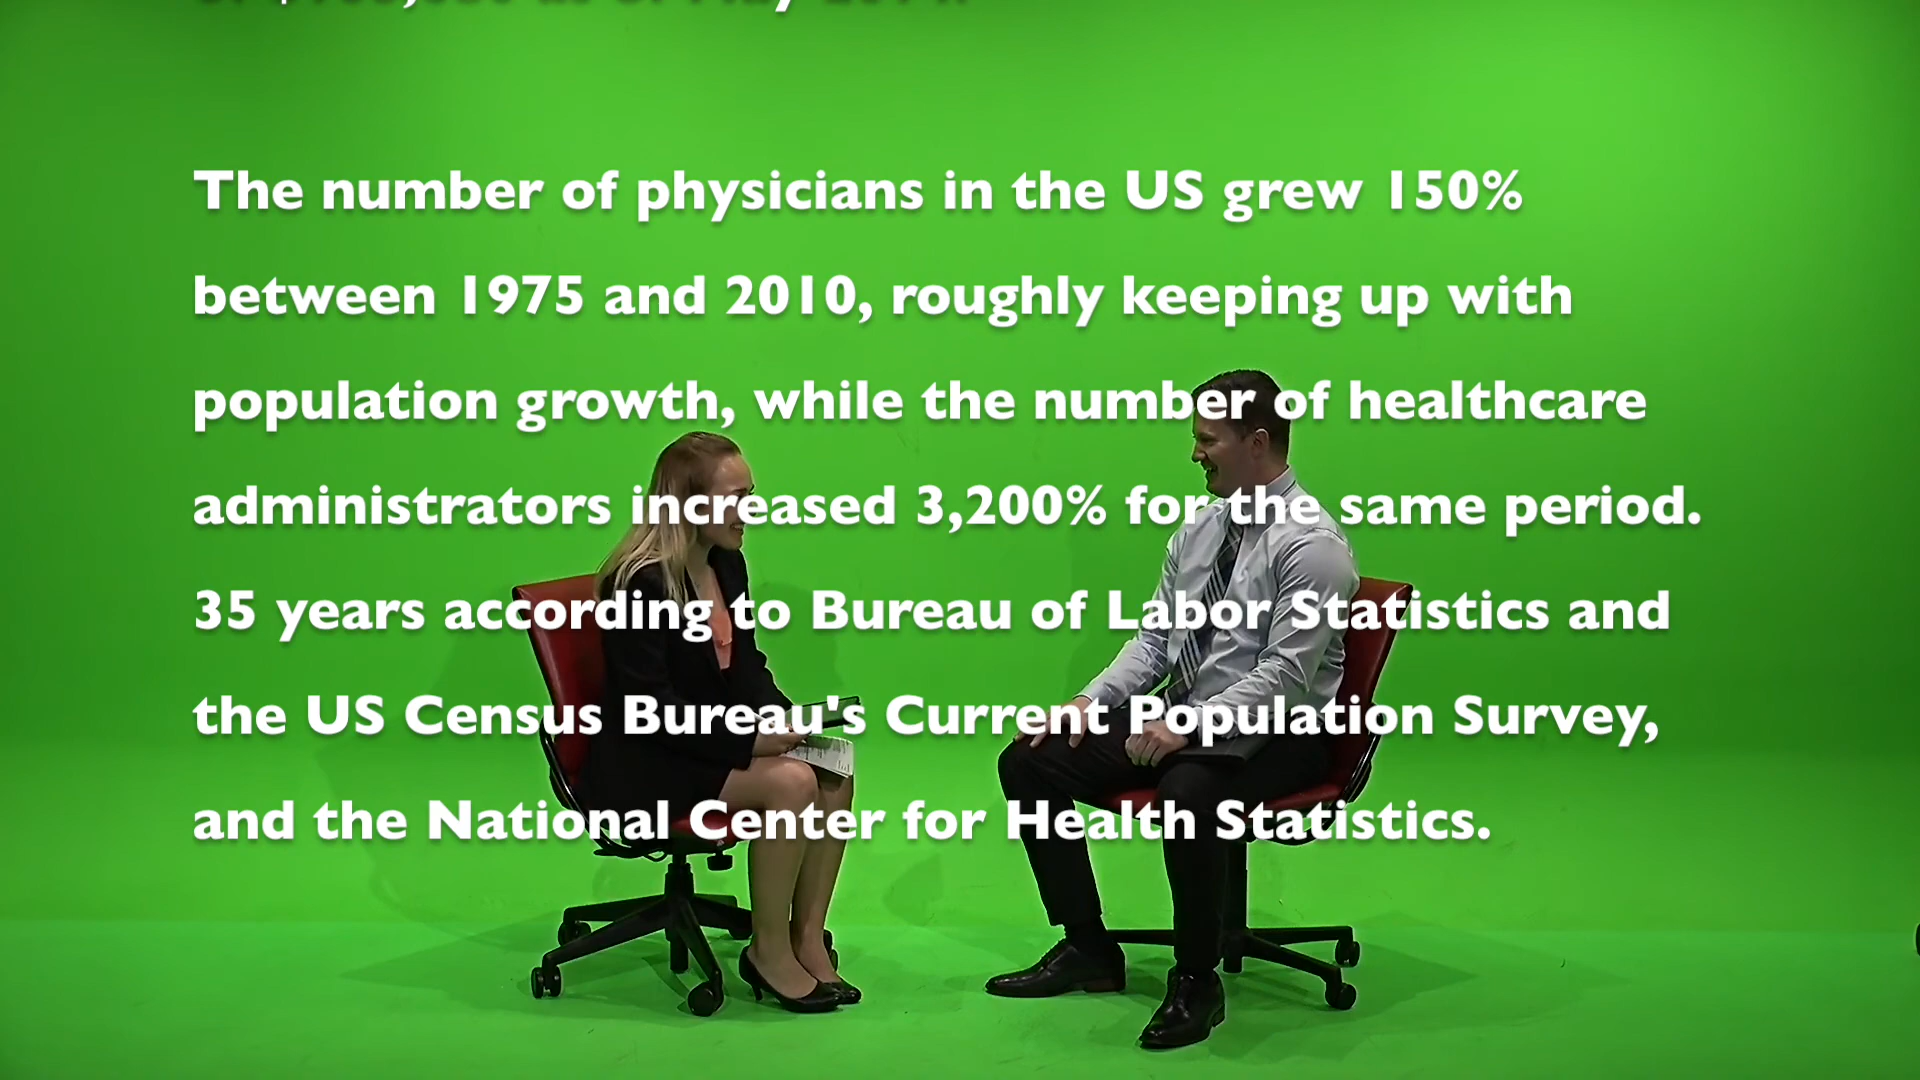 The number of physicians in the US grew 150%
between 1975 and 2010, roughly keeping up with
population growth, while the number of healthcare
administrators increased 3,200% for the same period.
35 years according to Bureau of Labor Statistics and
the US Census Bureau's Current Population Survey,
and the National Center for Health Statistics.